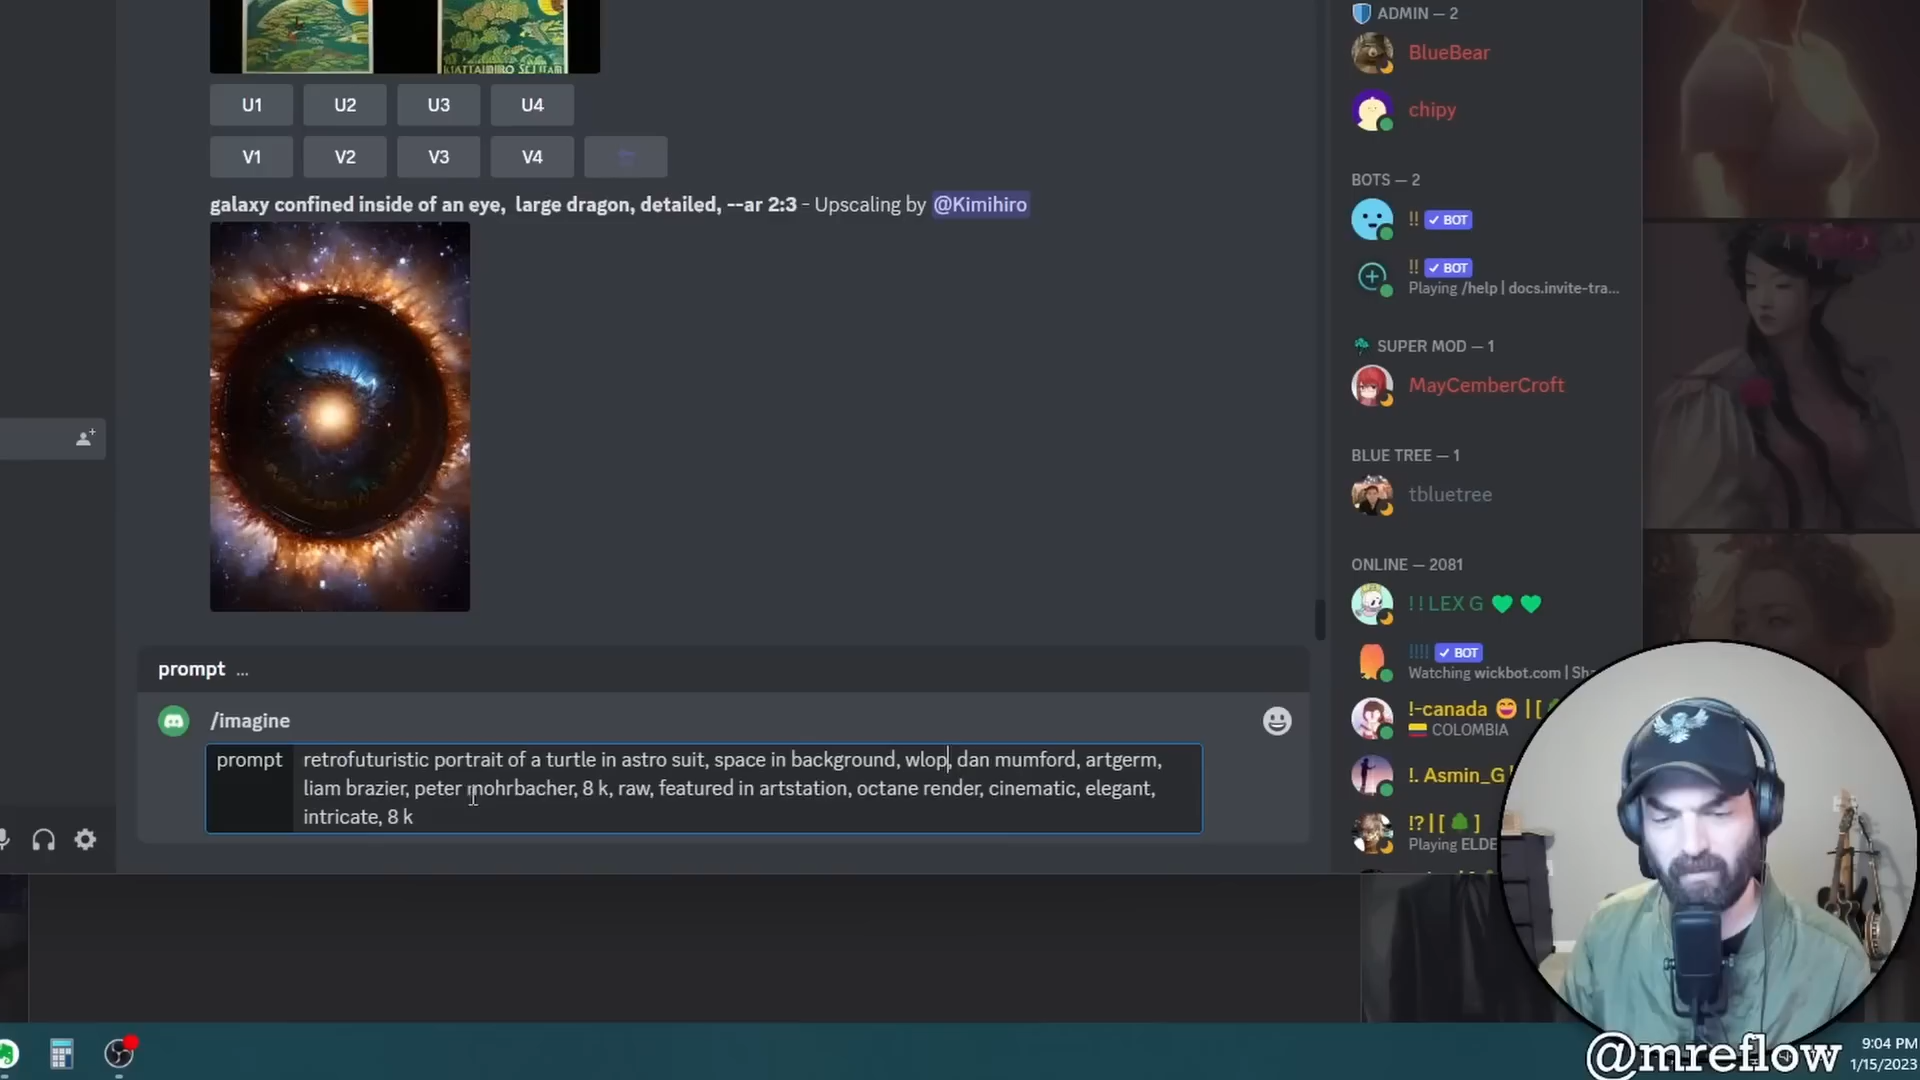 KIATTAIHIRO SCI TEAM
U1 U2 U3 U4
V1 V2 V3 V4
galaxy confined inside of an eye,  large dragon, detailed, --ar 2:3 - Upscaling by @Kimihiro
prompt ...
/imagine
prompt retrofuturistic portrait of a turtle in astro suit, space in background, wlop, dan mumford, artgerm,
liam brazier, peter mohrbacher, 8 k, raw, featured in artstation, octane render, cinematic, elegant,
intricate, 8 k
ADMIN — 2
BlueBear
chipy
BOTS — 2
!! ✓ BOT
!! ✓ BOT
Playing /help | docs.invite-tra...
SUPER MOD — 1
MayCemberCroft
BLUE TREE — 1
tbluetree
ONLINE — 2081
! ! LEX G 💚 💚
!!!! ✓ BOT
Watching wickbot.com | Sh
!-canada 😄 | [
🇨🇴 COLOMBIA
!. Asmin_G
!? | [ 🌲 ]
Playing ELDE
@mreflow
9:04 PM
1/15/2023